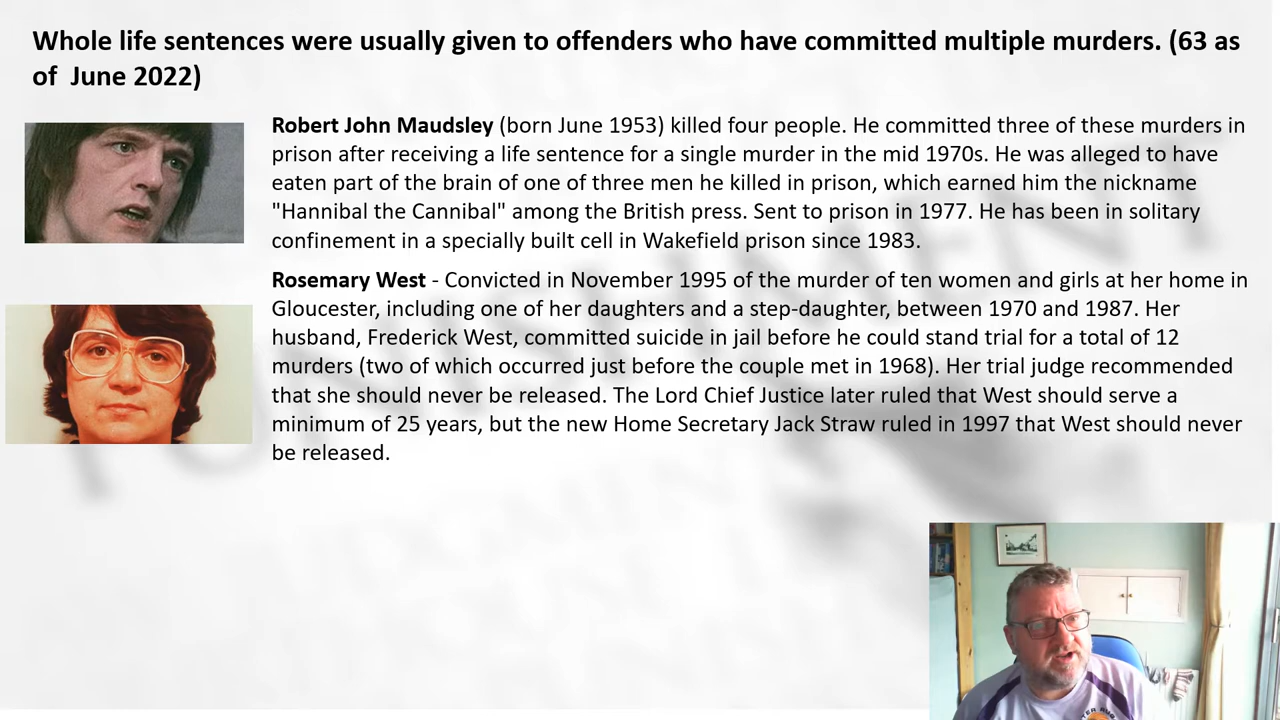 Whole life sentences were usually given to offenders who have committed multiple murders. (63 as
of June 2022)
Robert John Maudsley (born June 1953) killed four people. He committed three of these murders in
prison after receiving a life sentence for a single murder in the mid 1970s. He was alleged to have
eaten part of the brain of one of three men he killed in prison, which earned him the nickname
"Hannibal the Cannibal" among the British press. Sent to prison in 1977. He has been in solitary
confinement in a specially built cell in Wakefield prison since 1983.
Rosemary West - Convicted in November 1995 of the murder of ten women and girls at her home in
Gloucester, including one of her daughters and a step-daughter, between 1970 and 1987. Her
husband, Frederick West, committed suicide in jail before he could stand trial for a total of 12
murders (two of which occurred just before the couple met in 1968). Her trial judge recommended
that she should never be released. The Lord Chief Justice later ruled that West should serve a
minimum of 25 years, but the new Home Secretary Jack Straw ruled in 1997 that West should never
be released.